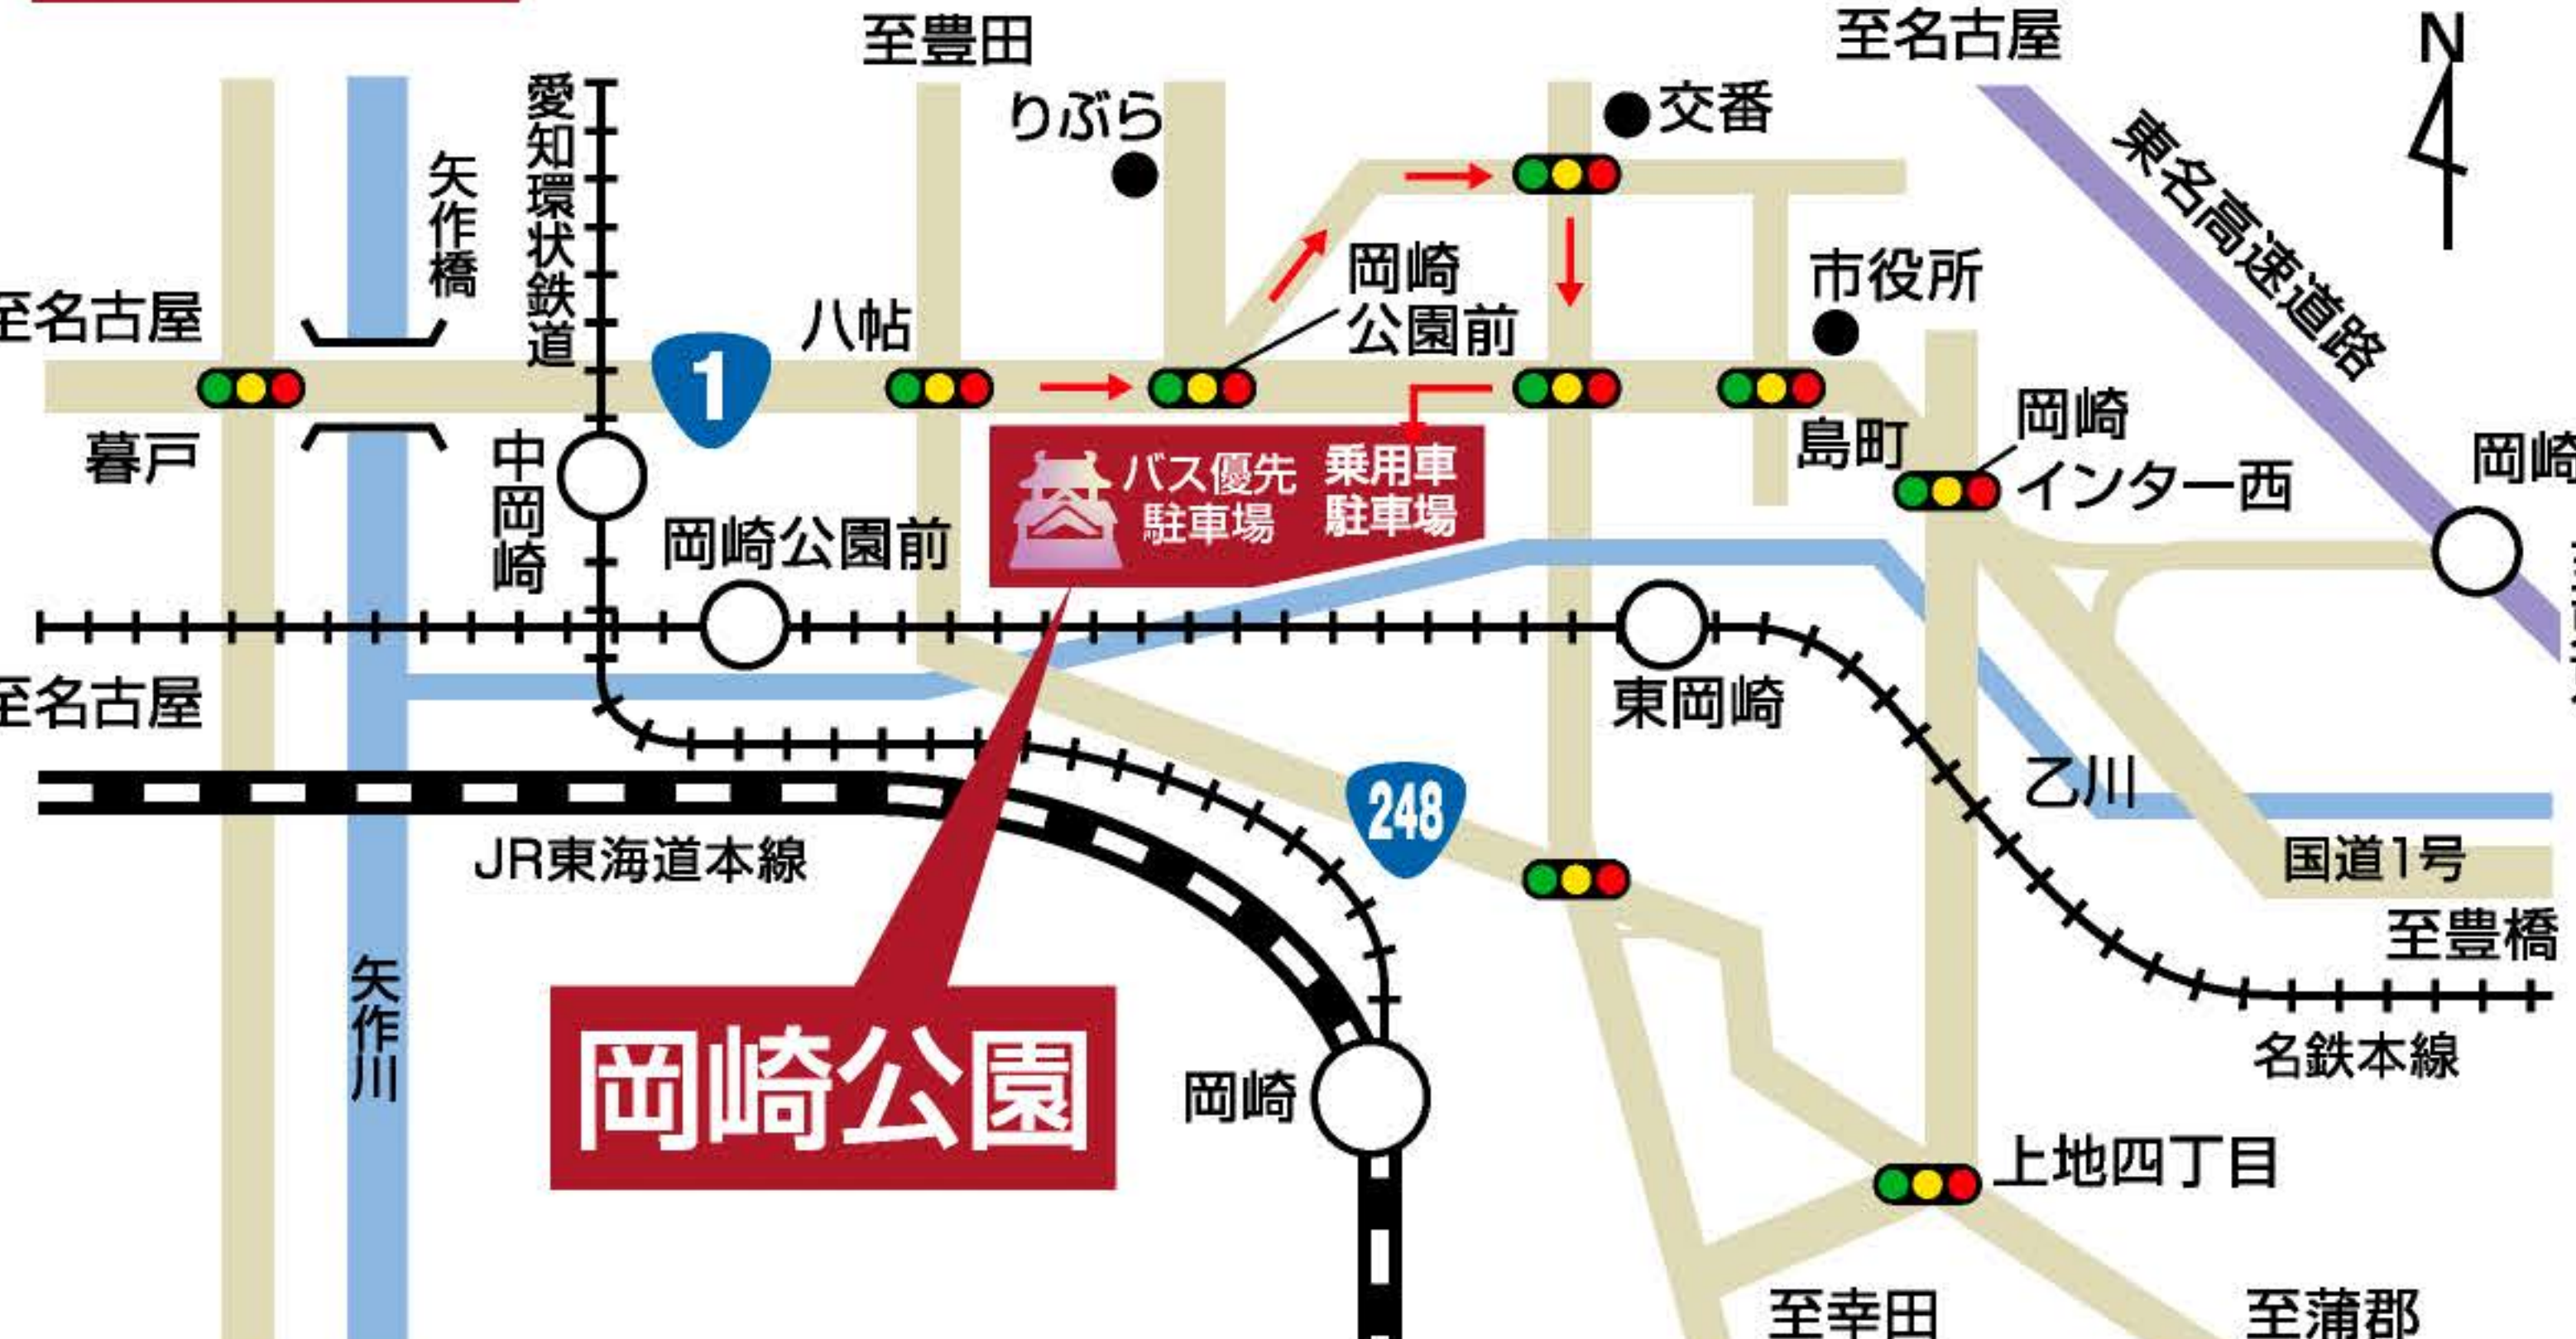 至豊田
至名古屋
N
りぶら
交番
愛知環状鉄道
矢作橋
東名高速道路
岡崎
公園前
市役所
至名古屋
八帖
1
暮戸
島町
岡崎
インター西
岡崎
中岡崎
バス優先
駐車場
乗用車
駐車場
岡崎公園前
至名古屋
東岡崎
乙川
248
国道1号
JR東海道本線
至豊橋
矢作川
岡崎公園
名鉄本線
岡崎
上地四丁目
至幸田
至蒲郡